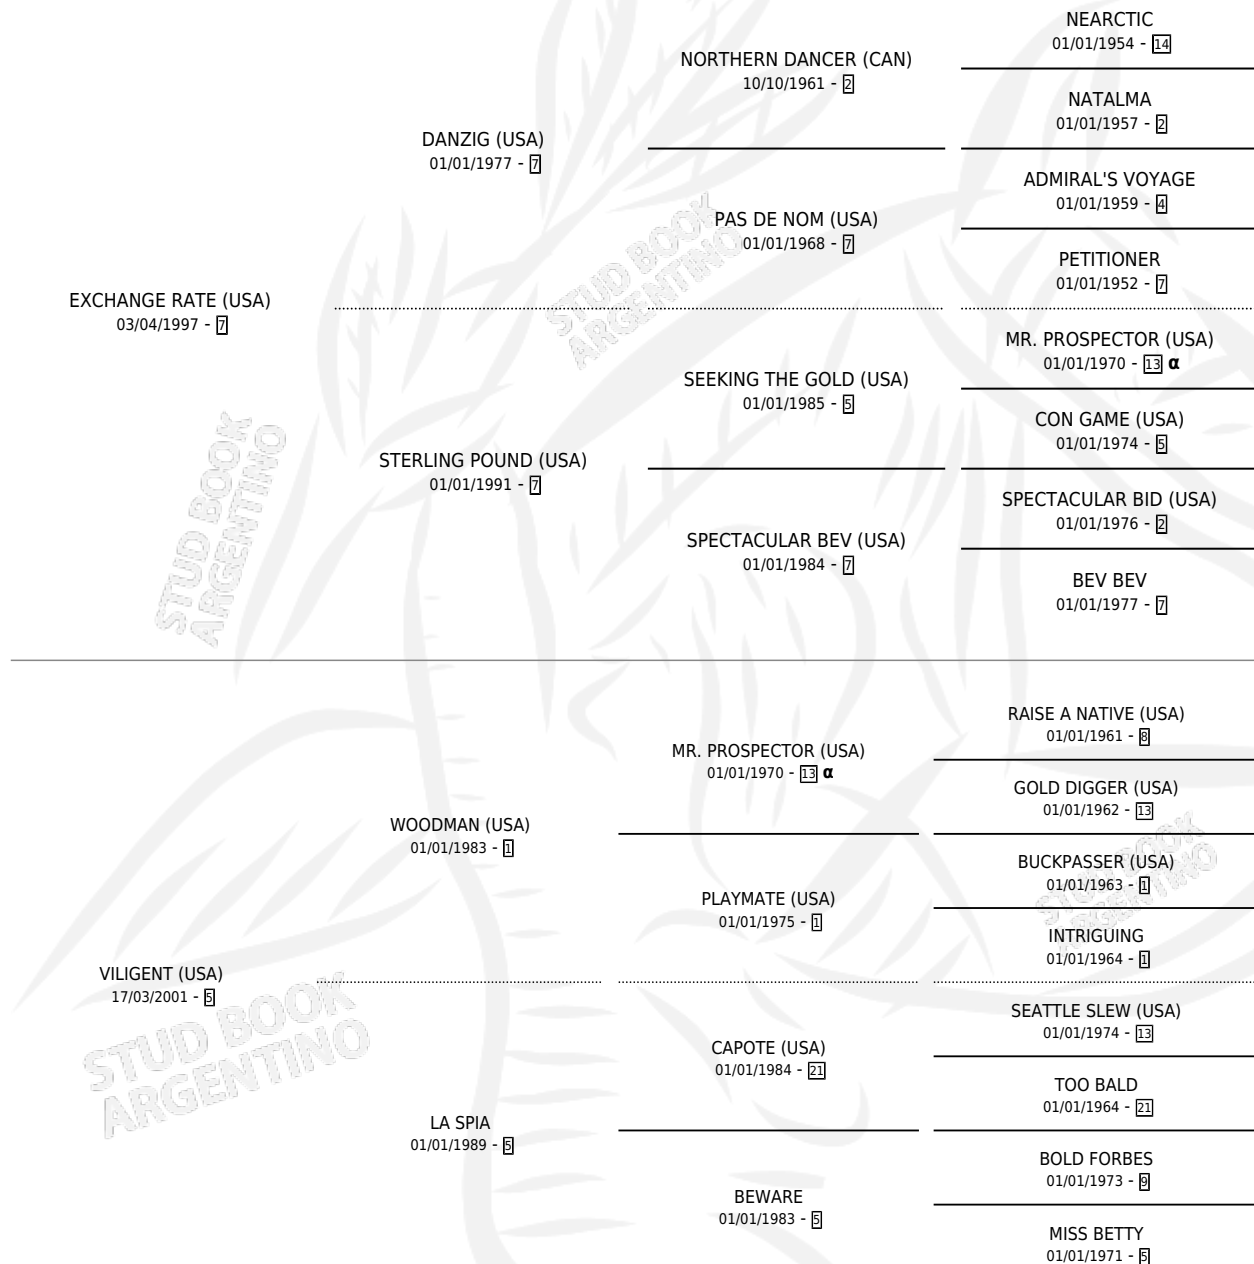 NEARCTIC
01/01/1954 - 14
NORTHERN DANCER (CAN)
10/10/1961 - 2
NATALMA
01/01/1957 - 2
DANZIG (USA)
01/01/1977 - 7
ADMIRAL'S VOYAGE
01/01/1959 - 4
PAS DE NOM (USA)
01/01/1968 - 7
PETITIONER
01/01/1952 - 7
EXCHANGE RATE (USA)
03/04/1997 - 7
MR. PROSPECTOR (USA)
01/01/1970 - 13 α
SEEKING THE GOLD (USA)
01/01/1985 - 5
CON GAME (USA)
01/01/1974 - 5
STERLING POUND (USA)
01/01/1991 - 7
SPECTACULAR BID (USA)
01/01/1976 - 2
SPECTACULAR BEV (USA)
01/01/1984 - 7
BEV BEV
01/01/1977 - 7
RAISE A NATIVE (USA)
01/01/1961 - 8
MR. PROSPECTOR (USA)
01/01/1970 - 13 α
GOLD DIGGER (USA)
01/01/1962 - 13
WOODMAN (USA)
01/01/1983 - 1
BUCKPASSER (USA)
01/01/1963 - 1
PLAYMATE (USA)
01/01/1975 - 1
INTRIGUING
01/01/1964 - 1
VILIGENT (USA)
17/03/2001 - 5
SEATTLE SLEW (USA)
01/01/1974 - 13
CAPOTE (USA)
01/01/1984 - 21
TOO BALD
01/01/1964 - 21
LA SPIA
01/01/1989 - 5
BOLD FORBES
01/01/1973 - 9
BEWARE
01/01/1983 - 5
MISS BETTY
01/01/1971 - 5
STUD BOOK
ARGENTINO
STUD BOOK
ARGENTINO
STUD BOOK
ARGENTINO
STUD BOOK
ARGENTINO